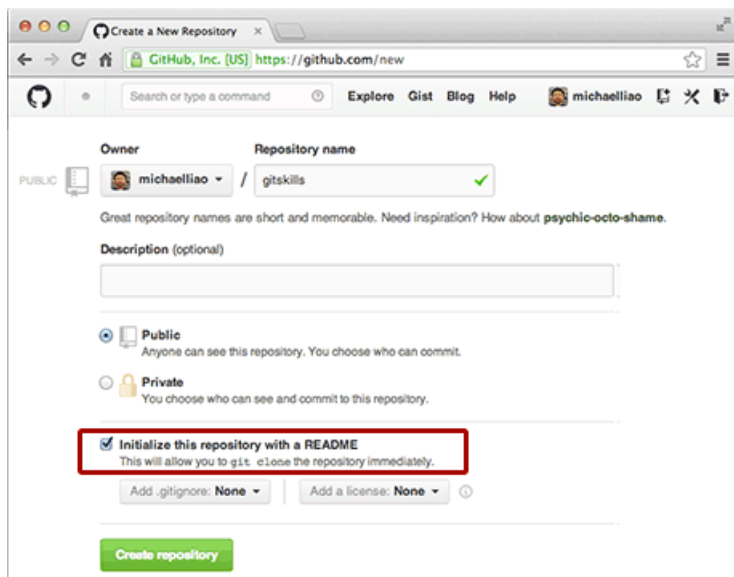 Create a New Repository ×
GitHub, Inc. [US] https://github.com/new
Search or type a command Explore Gist Blog Help michaelliao
Owner Repository name
PUBLIC michaelliao / gitskills
Great repository names are short and memorable. Need inspiration? How about psychic-octo-shame.
Description (optional)
Public
Anyone can see this repository. You choose who can commit.
Private
You choose who can see and commit to this repository.
Initialize this repository with a README
This will allow you to git clone the repository immediately.
Add .gitignore: None Add a license: None
Create repository